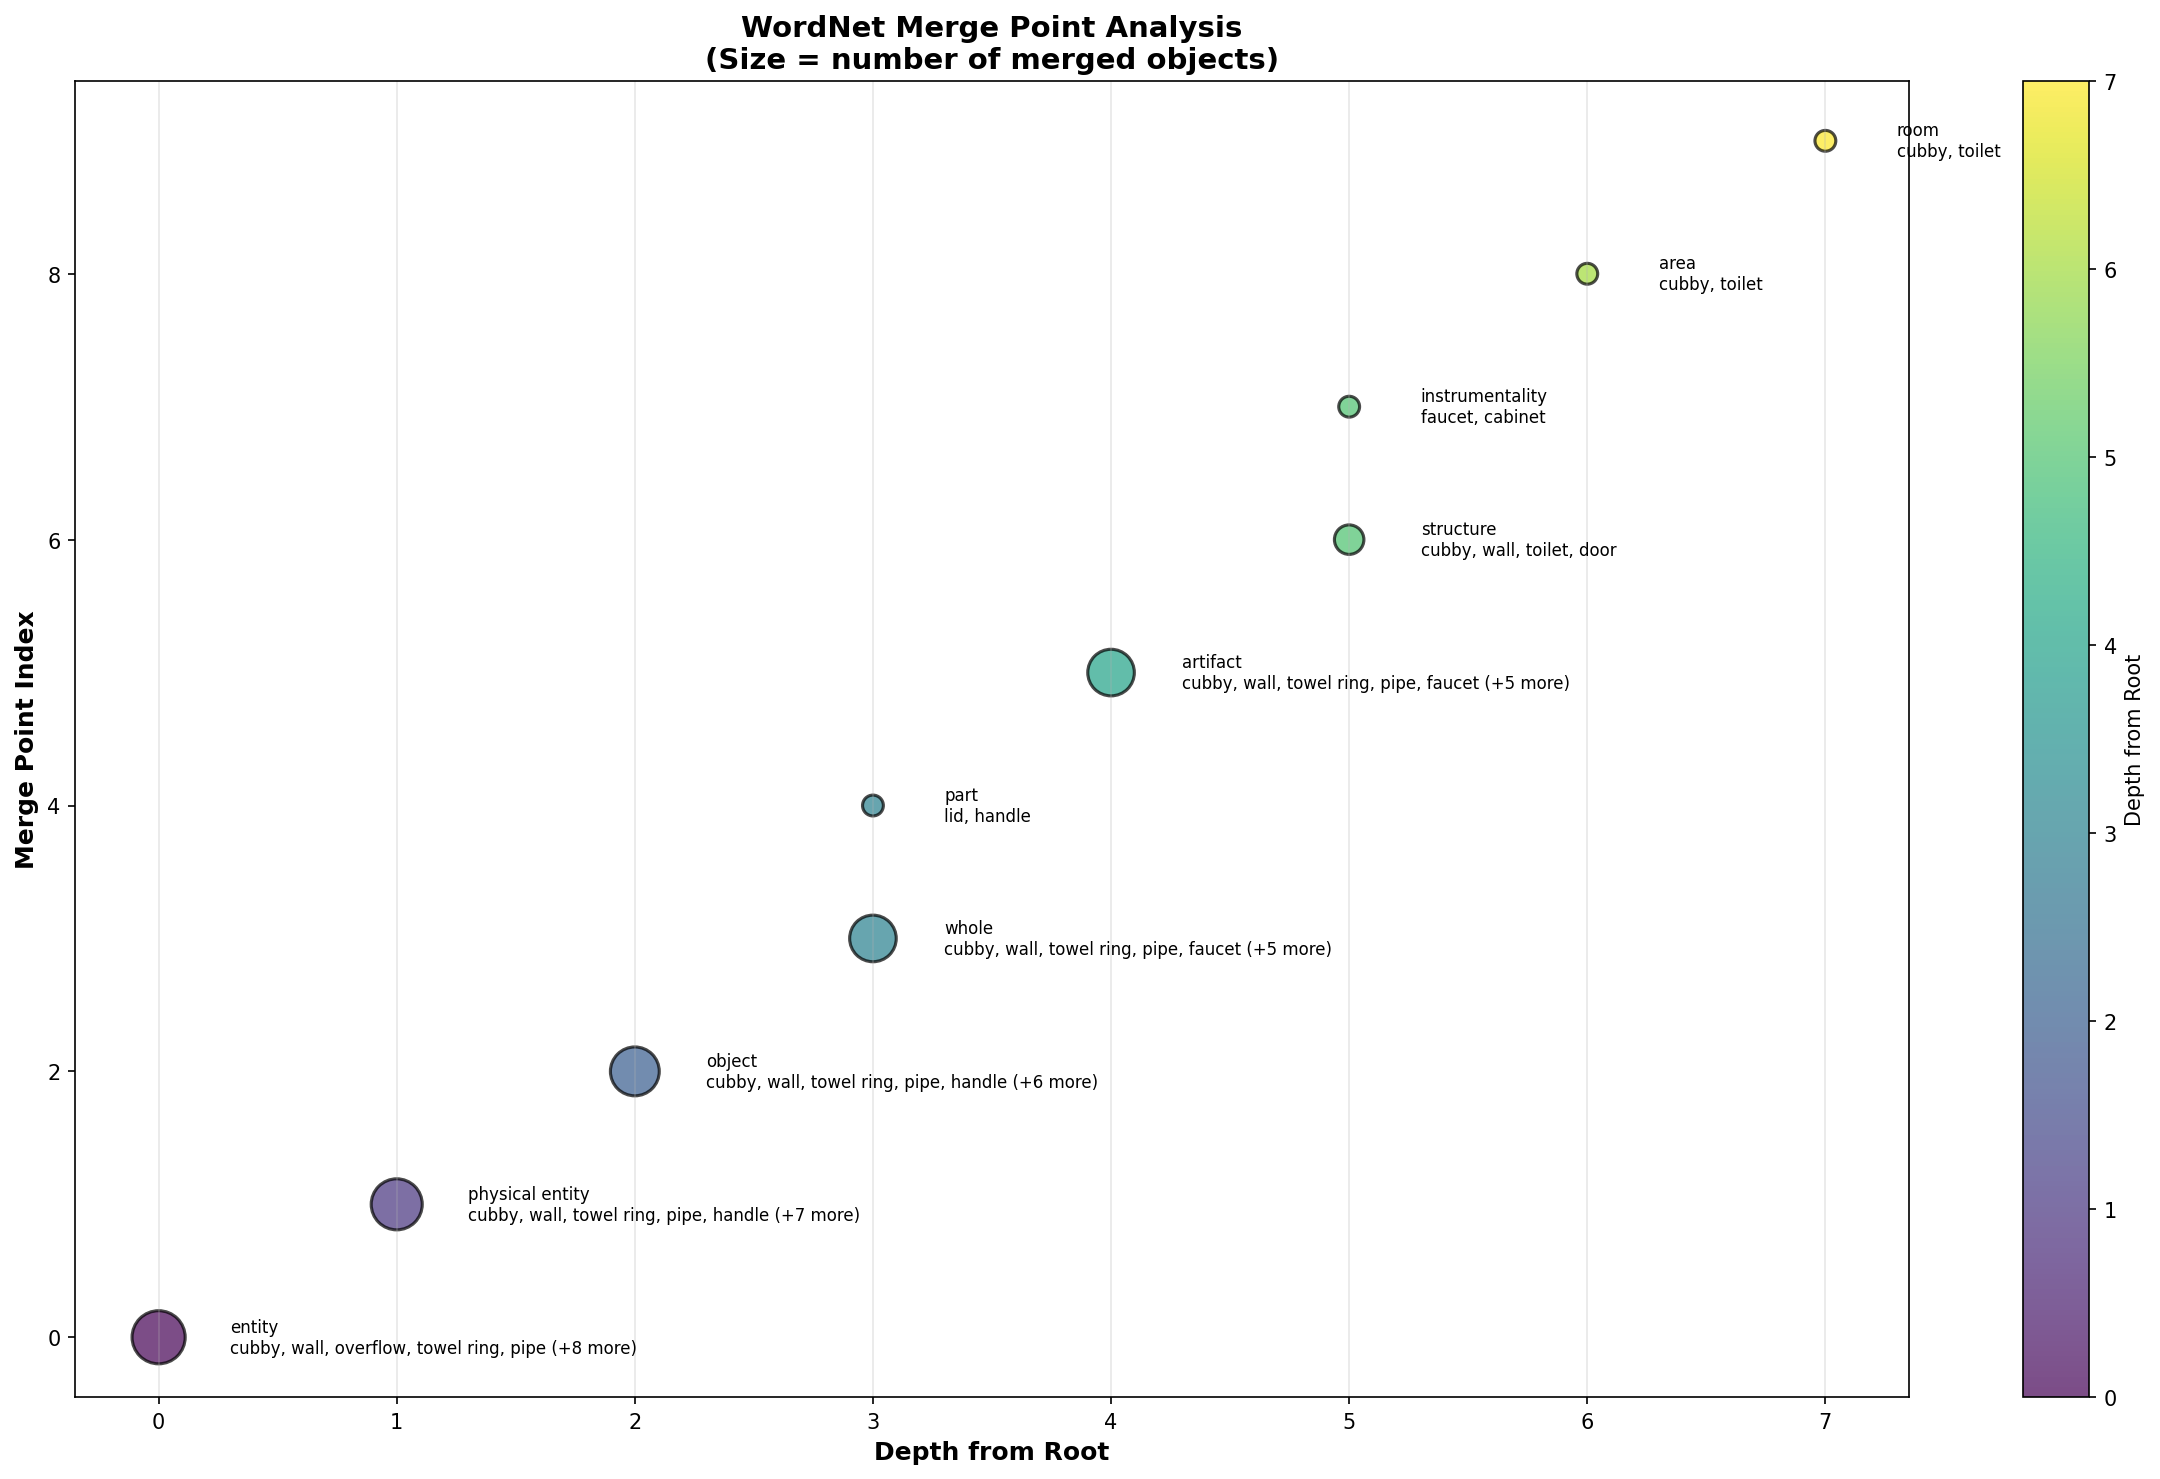 WordNet Merge Point Analysis
(Size = number of merged objects)
room
cubby, toilet
area
cubby, toilet
instrumentality
faucet, cabinet
structure
cubby, wall, toilet, door
artifact
cubby, wall, towel ring, pipe, faucet (+5 more)
part
lid, handle
whole
cubby, wall, towel ring, pipe, faucet (+5 more)
object
cubby, wall, towel ring, pipe, handle (+6 more)
physical entity
cubby, wall, towel ring, pipe, handle (+7 more)
entity
cubby, wall, overflow, towel ring, pipe (+8 more)
Merge Point Index
8
6
4
2
0
0 1 2 3 4 5 6 7
Depth from Root
7
6
5
4
3
2
1
0
Depth from Root